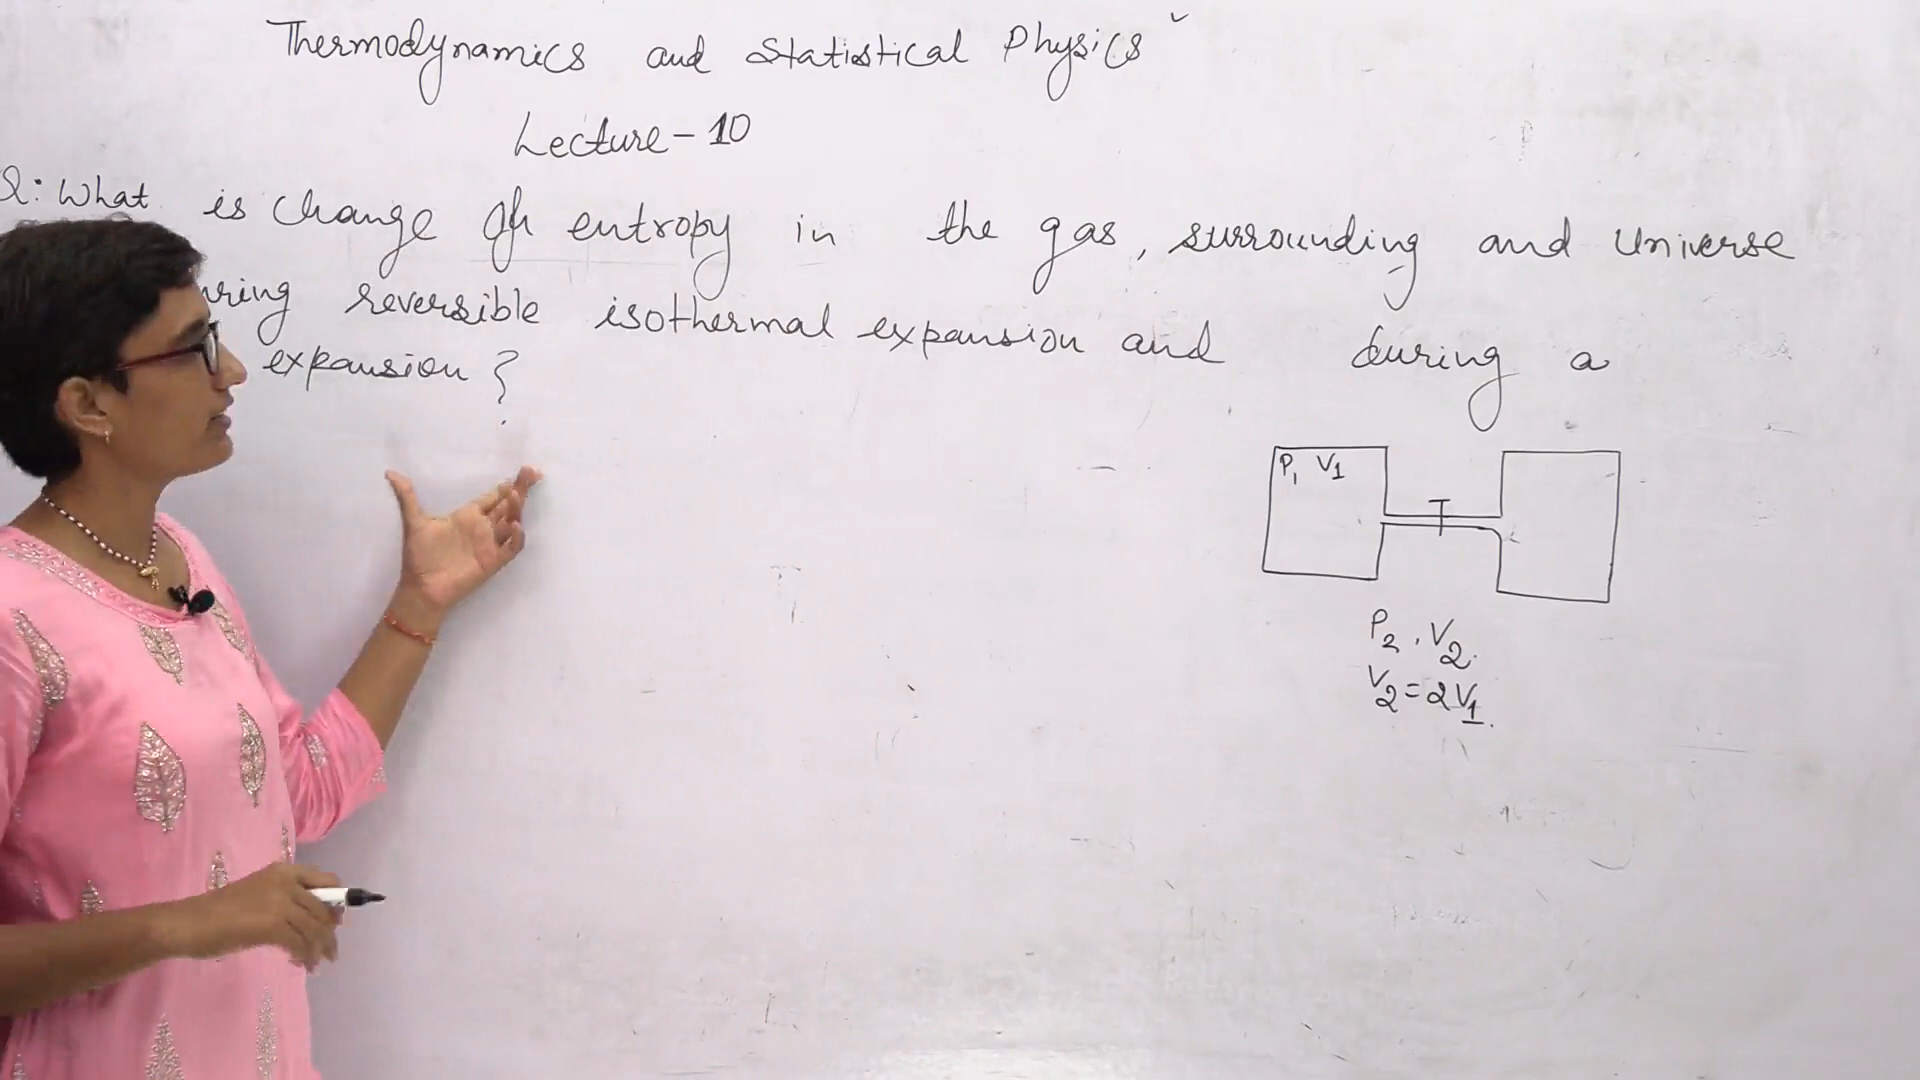 Thermodynamics and Statistical Physics
Lecture-10
Q: What is change of entropy in the gas, surrounding and Universe
uring reversible isothermal expansion and during a
expansion?
P1 V1
P2, V2.
V2 = 2V1.